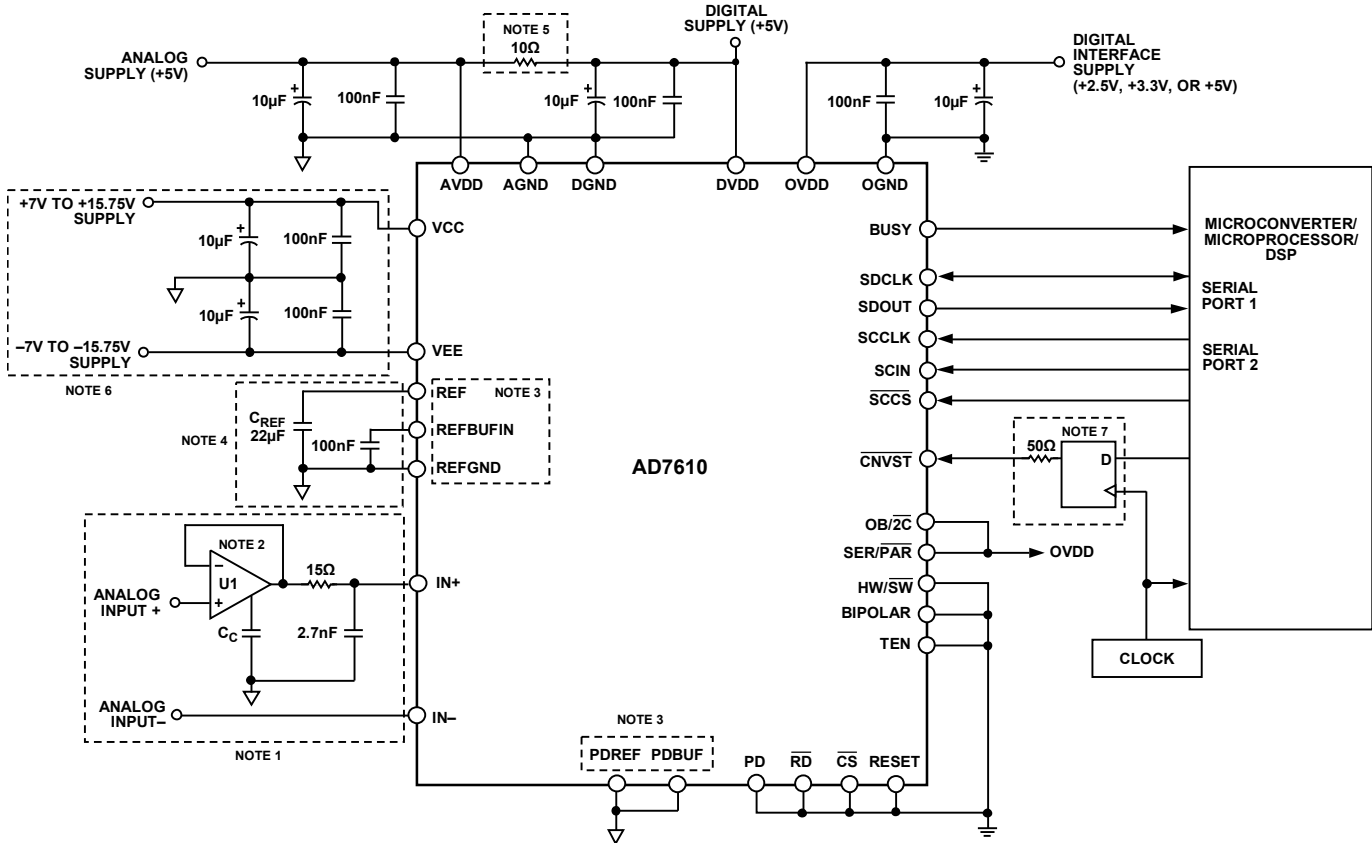 ANALOG
SUPPLY (+5V)
NOTE 5
10Ω
DIGITAL
SUPPLY (+5V)
DIGITAL
INTERFACE
SUPPLY
(+2.5V, +3.3V, OR +5V)
10µF
+
100nF
10µF
+
100nF
100nF
10µF
+
AVDD
AGND
DGND
DVDD
OVDD
OGND
+7V TO +15.75V
SUPPLY
10µF
+
100nF
10µF
+
100nF
–7V TO –15.75V
SUPPLY
NOTE 6
VCC
VEE
NOTE 4
CREF
22µF
100nF
REF
REFBUFIN
REFGND
NOTE 3
AD7610
NOTE 2
–
U1
+
ANALOG
INPUT +
CC
15Ω
2.7nF
ANALOG
INPUT–
NOTE 1
IN+
IN–
NOTE 3
PDREF PDBUF
PD
RD
CS
RESET
BUSY
SDCLK
SDOUT
SCCLK
SCIN
SCCS
CNVST
OB/2C
SER/PAR
OVDD
HW/SW
BIPOLAR
TEN
NOTE 7
50Ω
D
CLOCK
MICROCONVERTER/
MICROPROCESSOR/
DSP
SERIAL
PORT 1
SERIAL
PORT 2